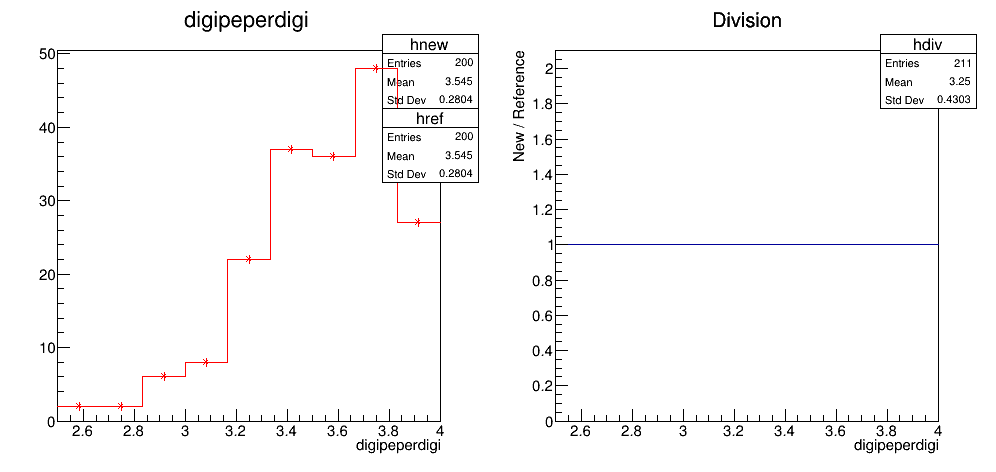 digipeperdigi
hnew
Entries 200
Mean 3.545
Std Dev 0.2804
href
Entries 200
Mean 3.545
Std Dev 0.2804
50
40
30
20
10
0
2.6 2.8 3 3.2 3.4 3.6 3.8 4
digipeperdigi
Division
hdiv
Entries 211
Mean 3.25
Std Dev 0.4303
New / Reference
2
1.8
1.6
1.4
1.2
1
0.8
0.6
0.4
0.2
0
2.6 2.8 3 3.2 3.4 3.6 3.8 4
digipeperdigi